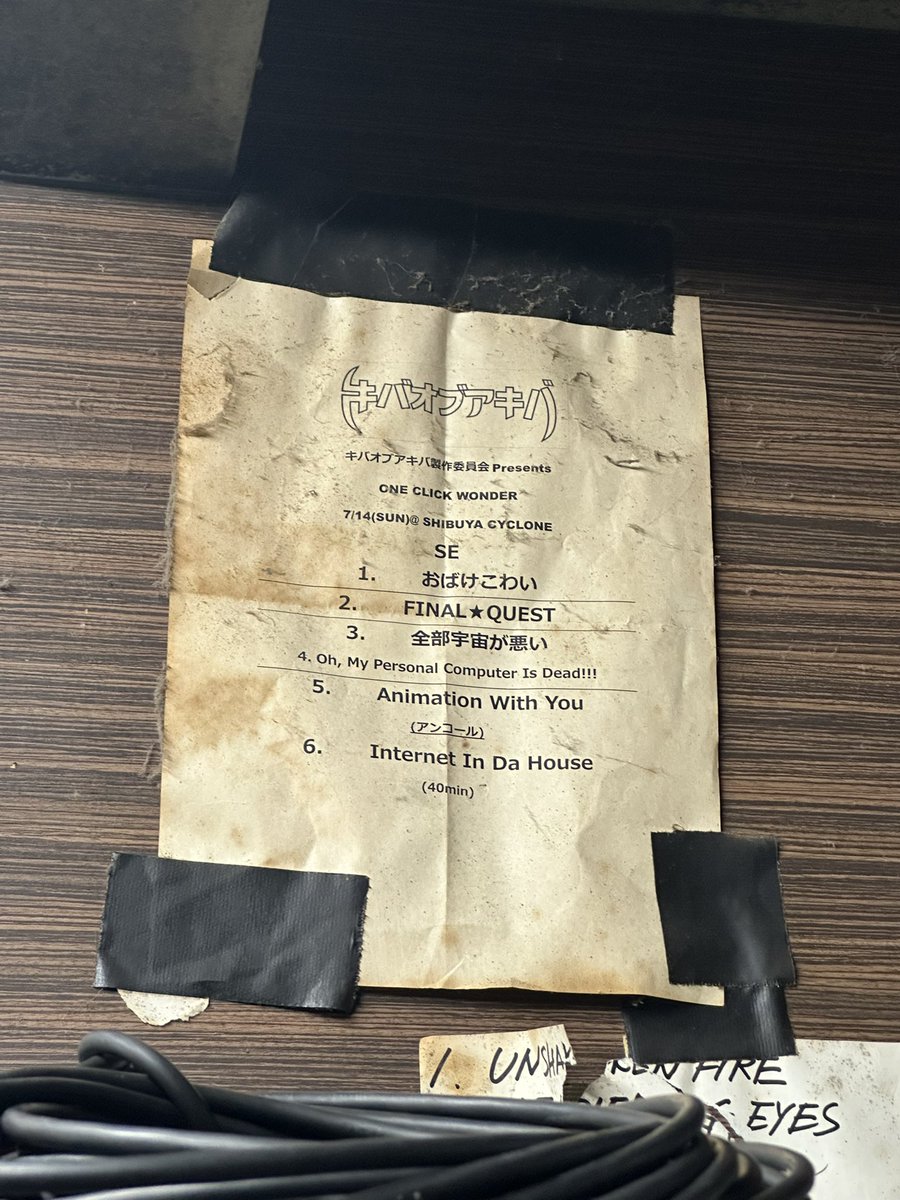 キバオブアキバ
キバオブアキバ製作委員会 Presents
ONE CLICK WONDER
7/14(SUN)@ SHIBUYA CYCLONE
SE
1. おばけこわい
2. FINAL★QUEST
3. 全部宇宙が悪い
4. Oh, My Personal Computer Is Dead!!!
5. Animation With You
(アンコール)
6. Internet In Da House
(40min)
1. UNSHAKEN FIRE
EYES